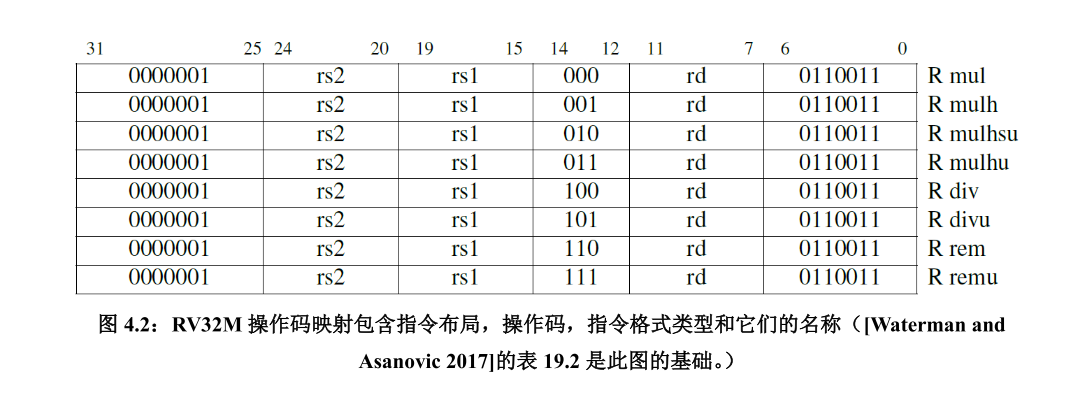 31 25 24 20 19 15 14 12 11 7 6 0
0000001 rs2 rs1 000 rd 0110011 R mul
0000001 rs2 rs1 001 rd 0110011 R mulh
0000001 rs2 rs1 010 rd 0110011 R mulhsu
0000001 rs2 rs1 011 rd 0110011 R mulhu
0000001 rs2 rs1 100 rd 0110011 R div
0000001 rs2 rs1 101 rd 0110011 R divu
0000001 rs2 rs1 110 rd 0110011 R rem
0000001 rs2 rs1 111 rd 0110011 R remu
图 4.2：RV32M 操作码映射包含指令布局，操作码，指令格式类型和它们的名称（[Waterman and
Asanovic 2017]的表 19.2 是此图的基础。）